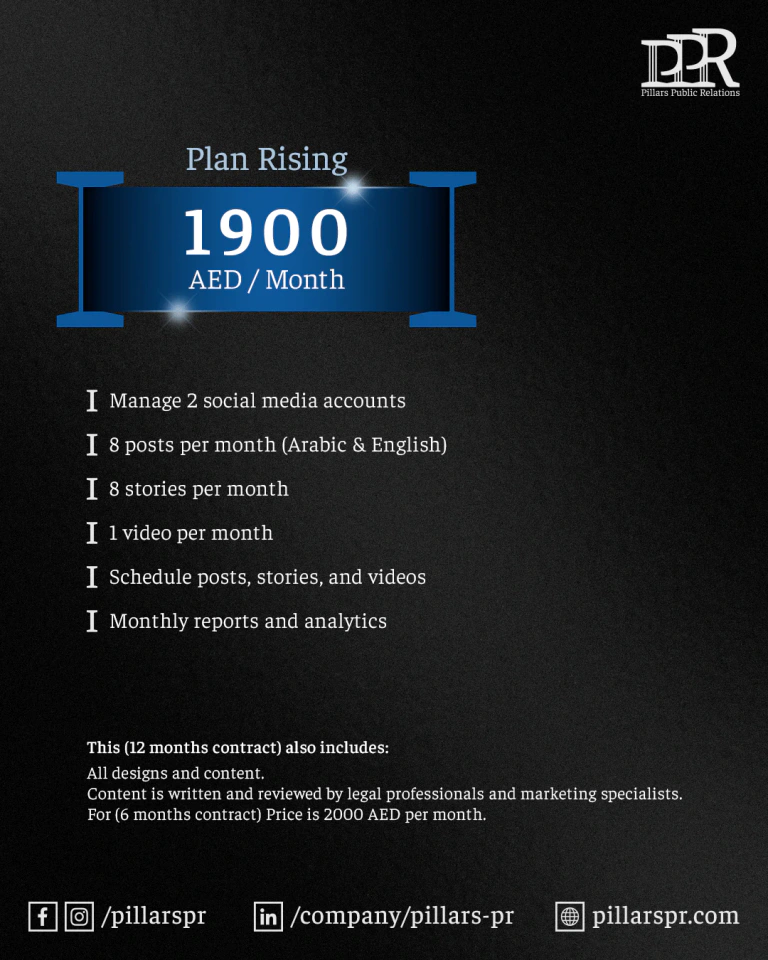 PPR
Pillars Public Relations
Plan Rising
1900
AED / Month
Manage 2 social media accounts
8 posts per month (Arabic & English)
8 stories per month
1 video per month
Schedule posts, stories, and videos
Monthly reports and analytics
This (12 months contract) also includes:
All designs and content.
Content is written and reviewed by legal professionals and marketing specialists.
For (6 months contract) Price is 2000 AED per month.
/pillarspr /company/pillars-pr pillarspr.com